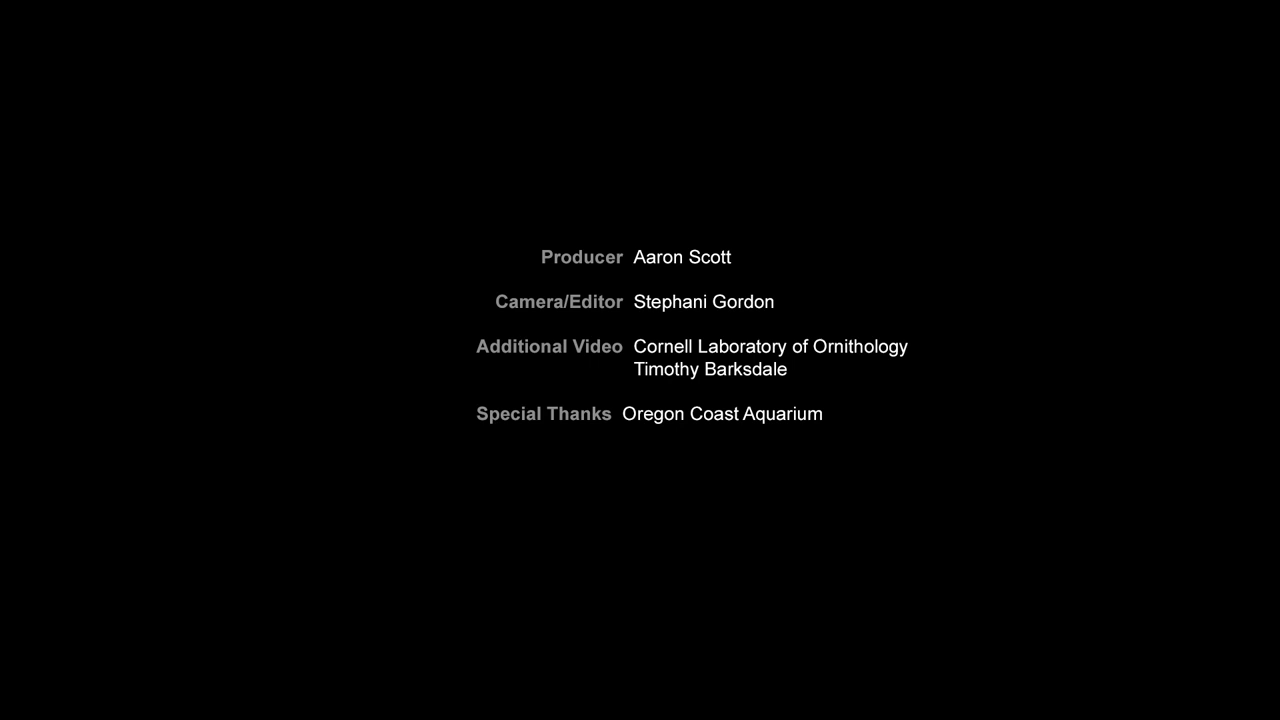 Producer Aaron Scott
Camera/Editor Stephani Gordon
Additional Video Cornell Laboratory of Ornithology
Timothy Barksdale
Special Thanks Oregon Coast Aquarium